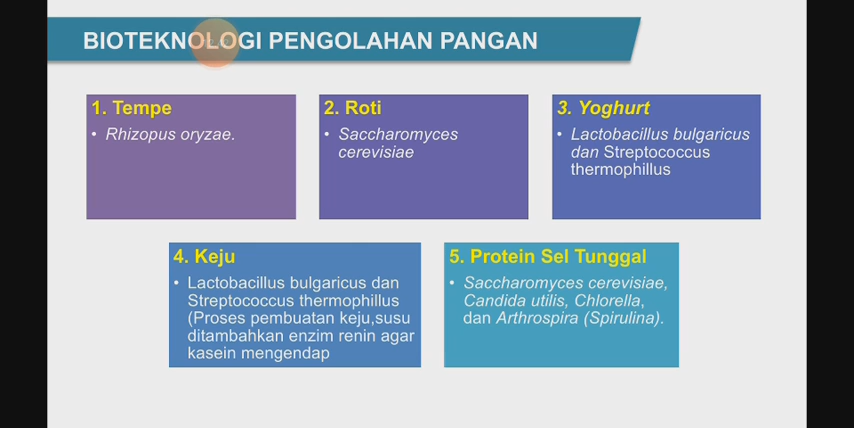 BIOTEKNOLOGI PENGOLAHAN PANGAN
1. Tempe
• Rhizopus oryzae.
2. Roti
• Saccharomyces
cerevisiae
3. Yoghurt
• Lactobacillus bulgaricus
dan Streptococcus
thermophillus
4. Keju
• Lactobacillus bulgaricus dan
Streptococcus thermophillus
(Proses pembuatan keju,susu
ditambahkan enzim renin agar
kasein mengendap
5. Protein Sel Tunggal
• Saccharomyces cerevisiae,
Candida utilis, Chlorella,
dan Arthrospira (Spirulina).